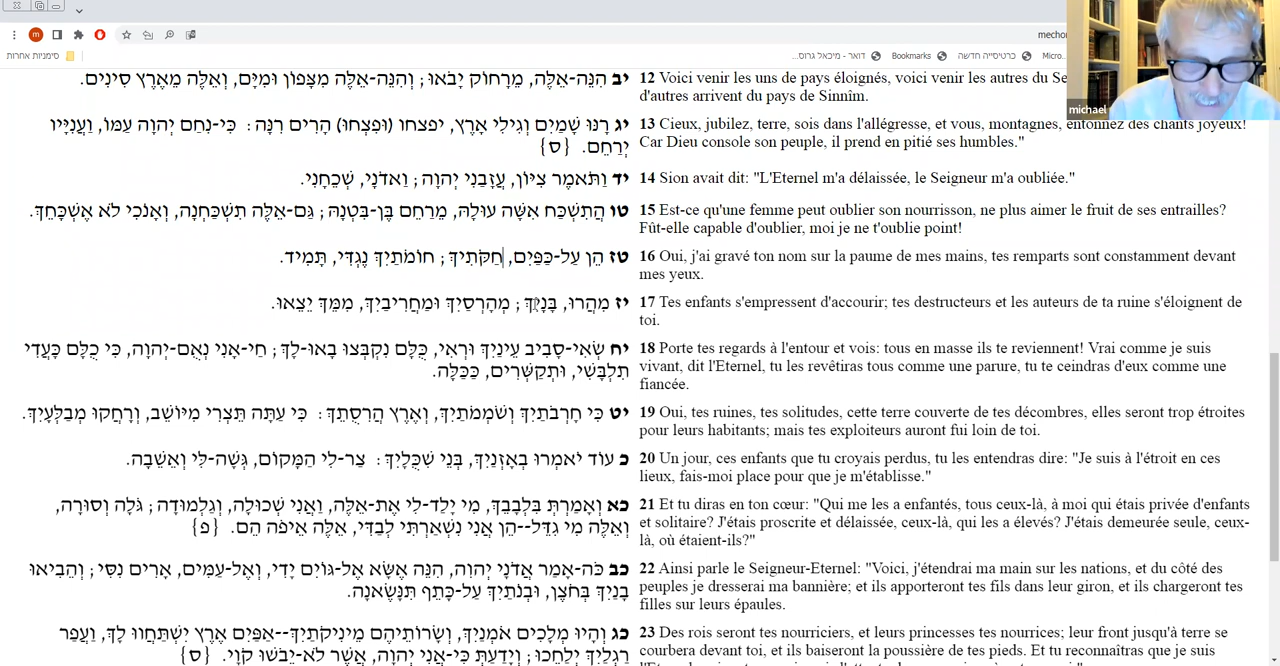 mechon
סימניות אחרות
דואר - מיכאל גרוס...
כרטיסייה חדשה
Bookmarks
Micro...
michael
יב הִנֵּה-אֵלֶּה, מֵרָחוֹק יָבֹאוּ; וְהִנֵּה-אֵלֶּה מִצָּפוֹן וּמִיָּם, וְאֵלֶּה מֵאֶרֶץ סִינִים.
12 Voici venir les uns de pays éloignés, voici venir les autres du Se
d'autres arrivent du pays de Sinnîm.
יג רָנּוּ שָׁמַיִם וְגִילִי אָרֶץ, יפצחו (וּפִצְחוּ) הָרִים רִנָּה: כִּי-נִחַם יְהוָה עַמּוֹ, וַעֲנִיָּיו
יְרַחֵם. {ס}
13 Cieux, jubilez, terre, sois dans l'allégresse, et vous, montagnes, entonnez des chants joyeux!
Car Dieu console son peuple, il prend en pitié ses humbles."
יד וַתֹּאמֶר צִיּוֹן, עֲזָבַנִי יְהוָה; וַאדֹנָי, שְׁכֵחָנִי.
14 Sion avait dit: "L'Eternel m'a délaissée, le Seigneur m'a oubliée."
טו הֲתִשְׁכַּח אִשָּׁה עוּלָהּ, מֵרַחֵם בֶּן-בִּטְנָהּ; גַּם-אֵלֶּה תִשְׁכַּחְנָה, וְאָנֹכִי לֹא אֶשְׁכָּחֵךְ.
15 Est-ce qu'une femme peut oublier son nourrisson, ne plus aimer le fruit de ses entrailles?
Fût-elle capable d'oublier, moi je ne t'oublie point!
טז הֵן עַל-כַּפַּיִם, חַקֹּתִיךְ; חוֹמֹתַיִךְ נֶגְדִּי, תָּמִיד.
16 Oui, j'ai gravé ton nom sur la paume de mes mains, tes remparts sont constamment devant
mes yeux.
יז מִהֲרוּ, בָּנָיִךְ; מְהָרְסַיִךְ וּמַחֲרִיבַיִךְ, מִמֵּךְ יֵצֵאוּ.
17 Tes enfants s'empressent d'accourir; tes destructeurs et les auteurs de ta ruine s'éloignent de
toi.
יח שְׂאִי-סָבִיב עֵינַיִךְ וּרְאִי, כֻּלָּם נִקְבְּצוּ בָאוּ-לָךְ; חַי-אָנִי נְאֻם-יְהוָה, כִּי כֻלָּם כָּעֲדִי
תִלְבָּשִׁי, וּתְקַשְּׁרִים, כַּכַּלָּה.
18 Porte tes regards à l'entour et vois: tous en masse ils te reviennent! Vrai comme je suis
vivant, dit l'Eternel, tu les revêtiras tous comme une parure, tu te ceindras d'eux comme une
fiancée.
יט כִּי חָרְבֹתַיִךְ וְשֹׁמְמֹתַיִךְ, וְאֶרֶץ הֲרִסֻתֵךְ: כִּי עַתָּה תֵּצְרִי מִיּוֹשֵׁב, וְרָחֲקוּ מְבַלְּעָיִךְ.
19 Oui, tes ruines, tes solitudes, cette terre couverte de tes décombres, elles seront trop étroites
pour leurs habitants; mais tes exploiteurs auront fui loin de toi.
כ עוֹד יֹאמְרוּ בְאָזְנַיִךְ, בְּנֵי שִׁכֻּלָיִךְ: צַר-לִי הַמָּקוֹם, גְּשָׁה-לִּי וְאֵשֵׁבָה.
20 Un jour, ces enfants que tu croyais perdus, tu les entendras dire: "Je suis à l'étroit en ces
lieux, fais-moi place pour que je m'établisse."
כא וְאָמַרְתְּ בִּלְבָבֵךְ, מִי יָלַד-לִי אֶת-אֵלֶּה, וַאֲנִי שְׁכוּלָה, וְגַלְמוּדָה; גֹּלָה וְסוּרָה,
וְאֵלֶּה מִי גִדֵּל--הֵן אֲנִי נִשְׁאַרְתִּי לְבַדִּי, אֵלֶּה אֵיפֹה הֵם. {פ}
21 Et tu diras en ton cœur: "Qui me les a enfantés, tous ceux-là, à moi qui étais privée d'enfants
et solitaire? J'étais proscrite et délaissée, ceux-là, qui les a élevés? J'étais demeurée seule, ceux-
là, où étaient-ils?"
כב כֹּה-אָמַר אֲדֹנָי יְהוִה, הִנֵּה אֶשָּׂא אֶל-גּוֹיִם יָדִי, וְאֶל-עַמִּים, אָרִים נִסִּי; וְהֵבִיאוּ
בָנַיִךְ בְּחֹצֶן, וּבְנֹתַיִךְ עַל-כָּתֵף תִּנָּשֶׂאנָה.
22 Ainsi parle le Seigneur-Eternel: "Voici, j'étendrai ma main sur les nations, et du côté des
peuples je dresserai ma bannière; et ils apporteront tes fils dans leur giron, et ils chargeront tes
filles sur leurs épaules.
כג וְהָיוּ מְלָכִים אֹמְנַיִךְ, וְשָׂרוֹתֵיהֶם מֵינִיקֹתַיִךְ--אַפַּיִם אֶרֶץ יִשְׁתַּחֲווּ לָךְ, וַעֲפַר
רַגְלַיִךְ יְלַחֵכוּ; וְיָדַעַתְּ כִּי-אֲנִי יְהוָה, אֲשֶׁר לֹא-יֵבֹשׁוּ קֹוָי. {ס}
23 Des rois seront tes nourriciers, et leurs princesses tes nourrices; leur front jusqu'à terre se
courbera devant toi, et ils baiseront la poussière de tes pieds. Et tu reconnaîtras que je suis